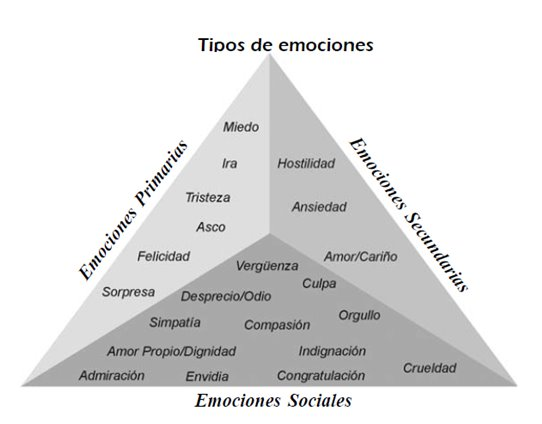 Tipos de emociones
Emociones Primarias
Miedo
Ira
Tristeza
Asco
Felicidad
Sorpresa
Emociones Secundarias
Hostilidad
Ansiedad
Amor/Cariño
Vergüenza
Culpa
Desprecio/Odio
Orgullo
Simpatía
Compasión
Amor Propio/Dignidad
Indignación
Crueldad
Admiración
Envidia
Congratulación
Emociones Sociales